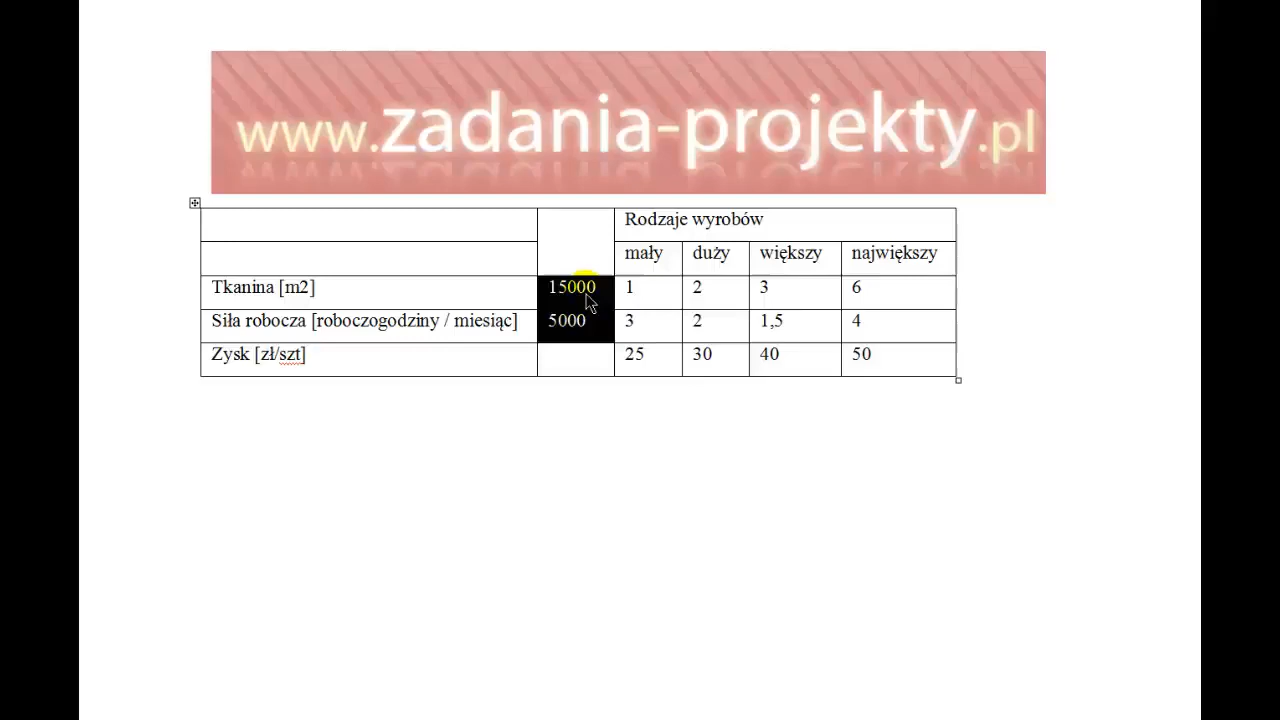 www.zadania-projekty.pl
Rodzaje wyrobów
mały duży większy największy
Tkanina [m2] 15000 1 2 3 6
Siła robocza [roboczogodziny / miesiąc] 5000 3 2 1,5 4
Zysk [zł/szt] 25 30 40 50